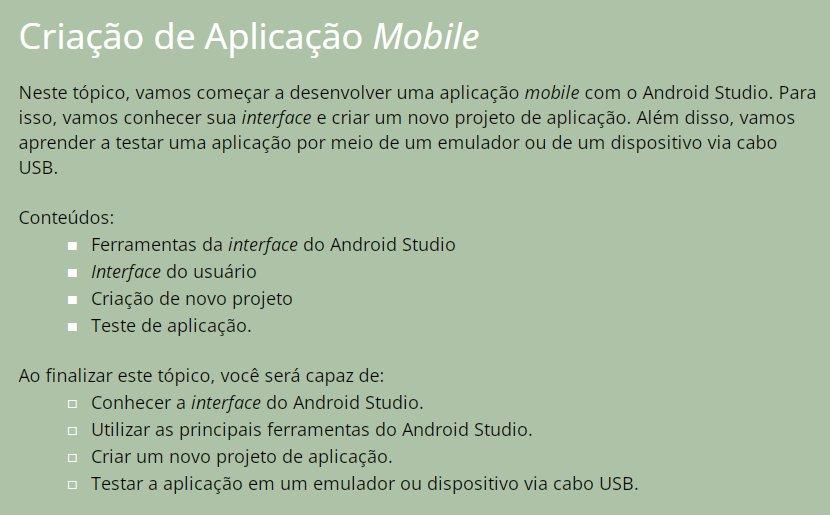 Criação de Aplicação Mobile
Neste tópico, vamos começar a desenvolver uma aplicação mobile com o Android Studio. Para
isso, vamos conhecer sua interface e criar um novo projeto de aplicação. Além disso, vamos
aprender a testar uma aplicação por meio de um emulador ou de um dispositivo via cabo
USB.
Conteúdos:
Ferramentas da interface do Android Studio
Interface do usuário
Criação de novo projeto
Teste de aplicação.
Ao finalizar este tópico, você será capaz de:
Conhecer a interface do Android Studio.
Utilizar as principais ferramentas do Android Studio.
Criar um novo projeto de aplicação.
Testar a aplicação em um emulador ou dispositivo via cabo USB.